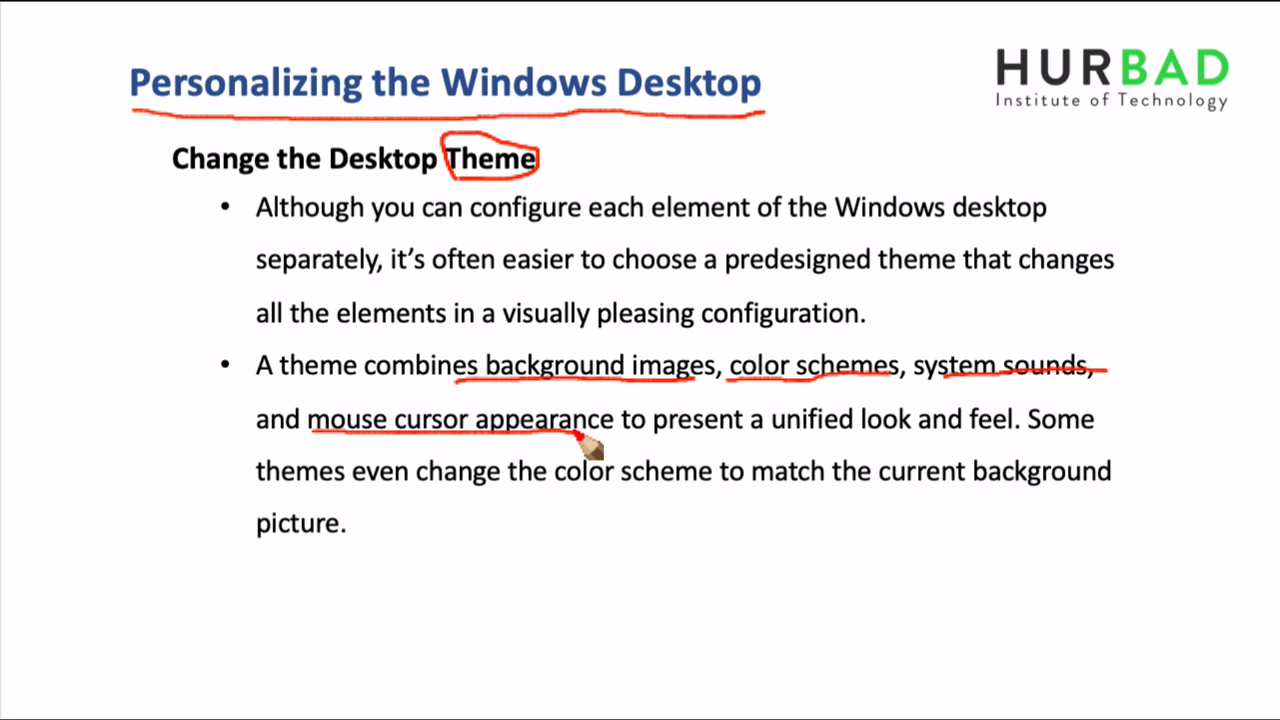 Personalizing the Windows Desktop
HURBAD
Institute of Technology
Change the Desktop Theme
• Although you can configure each element of the Windows desktop
separately, it’s often easier to choose a predesigned theme that changes
all the elements in a visually pleasing configuration.
• A theme combines background images, color schemes, system sounds,
and mouse cursor appearance to present a unified look and feel. Some
themes even change the color scheme to match the current background
picture.